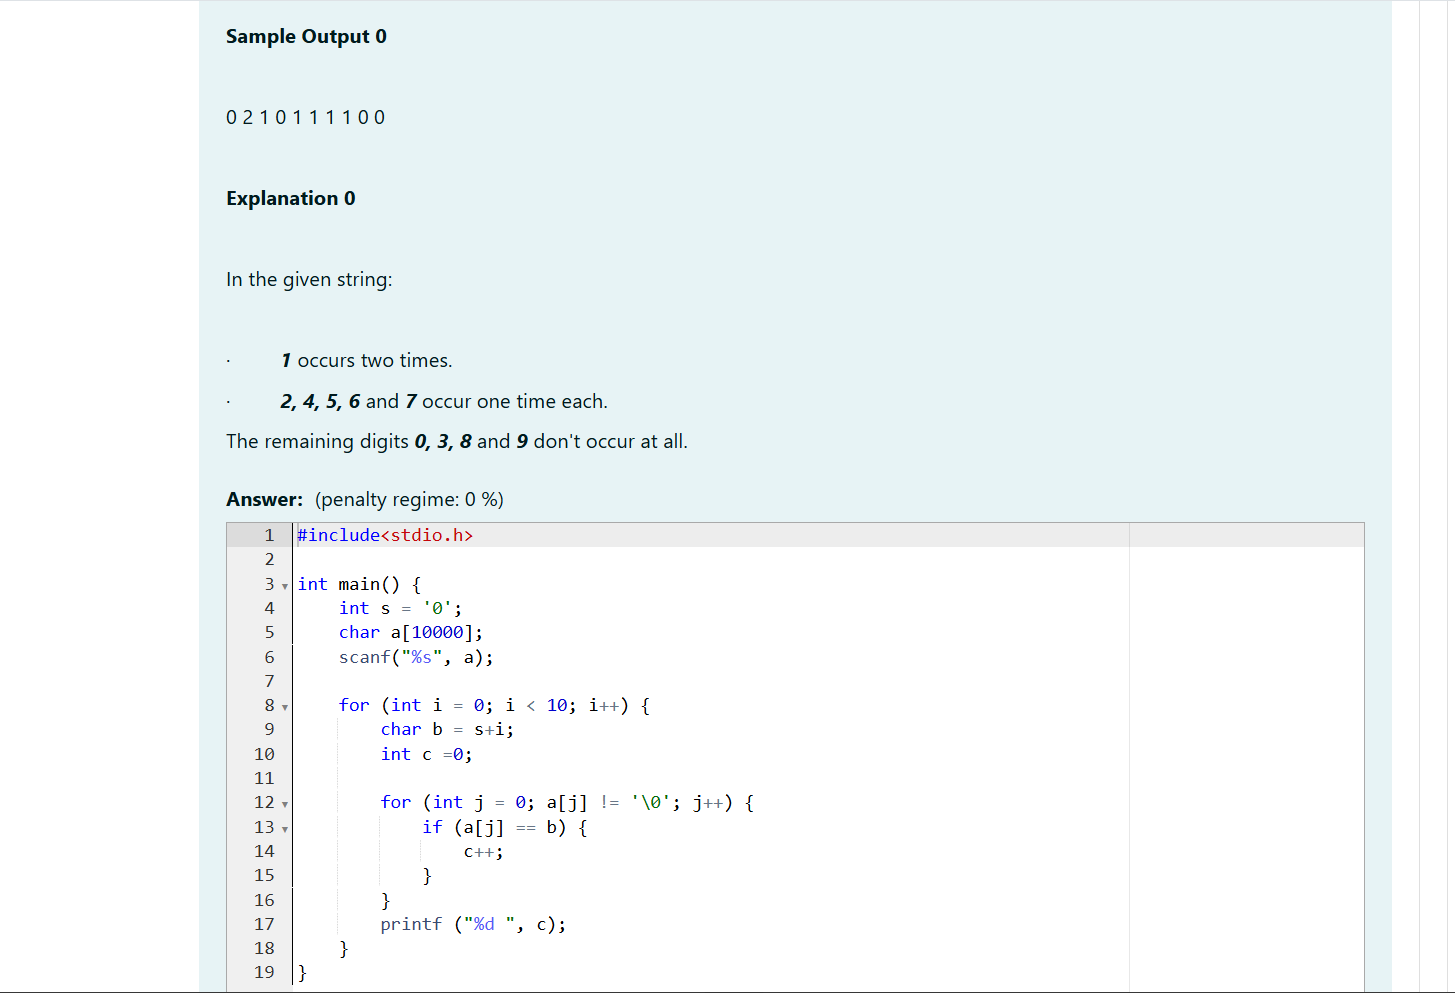 Sample Output 0
0 2 1 0 1 1 1 1 0 0
Explanation 0
In the given string:
· 1 occurs two times.
· 2, 4, 5, 6 and 7 occur one time each.
The remaining digits 0, 3, 8 and 9 don't occur at all.
Answer: (penalty regime: 0 %)
1 #include<stdio.h>
2
3 int main() {
4     int s = '0';
5     char a[10000];
6     scanf("%s", a);
7
8     for (int i = 0; i < 10; i++) {
9         char b = s+i;
10         int c =0;
11
12         for (int j = 0; a[j] != '\0'; j++) {
13             if (a[j] == b) {
14                 c++;
15             }
16         }
17         printf ("%d ", c);
18     }
19 }